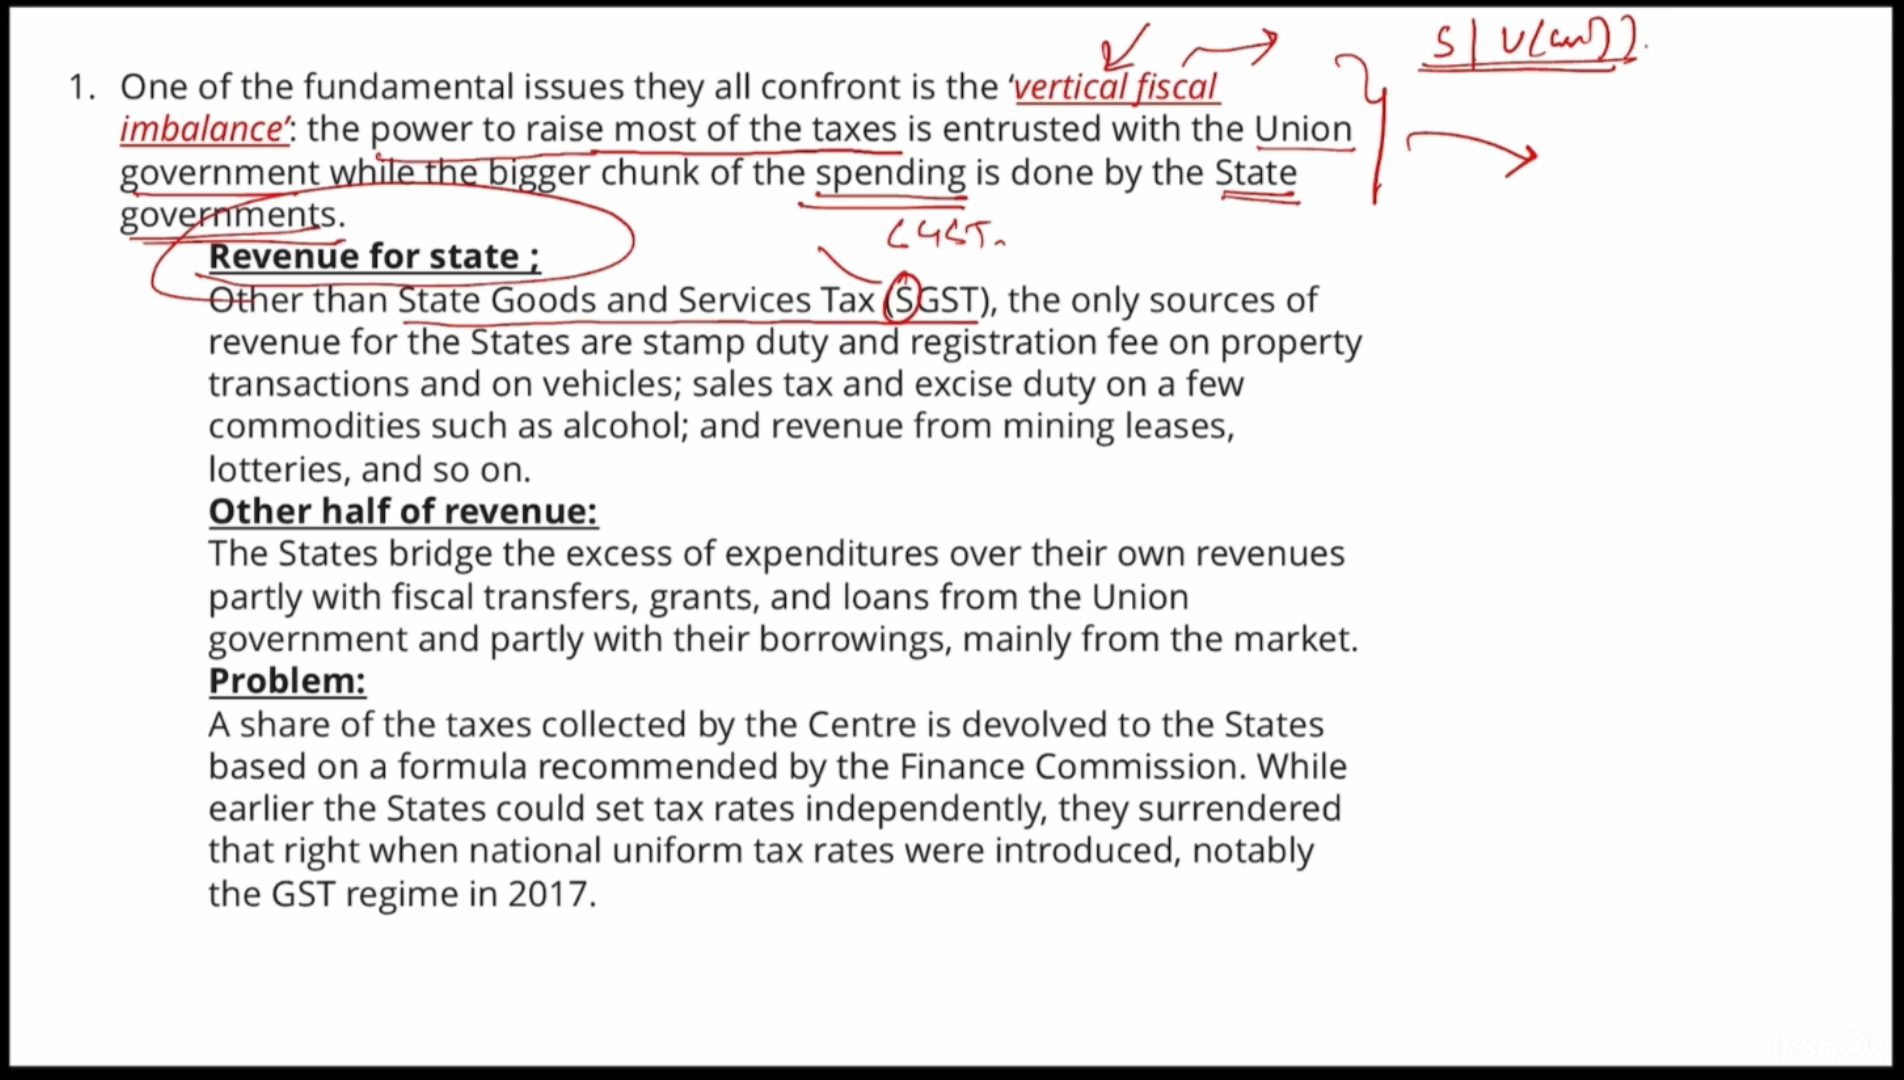 S | U(cent)].
1. One of the fundamental issues they all confront is the ‘vertical fiscal
imbalance’: the power to raise most of the taxes is entrusted with the Union
government while the bigger chunk of the spending is done by the State
governments.
CGST.
Revenue for state ;
Other than State Goods and Services Tax (SGST), the only sources of
revenue for the States are stamp duty and registration fee on property
transactions and on vehicles; sales tax and excise duty on a few
commodities such as alcohol; and revenue from mining leases,
lotteries, and so on.
Other half of revenue:
The States bridge the excess of expenditures over their own revenues
partly with fiscal transfers, grants, and loans from the Union
government and partly with their borrowings, mainly from the market.
Problem:
A share of the taxes collected by the Centre is devolved to the States
based on a formula recommended by the Finance Commission. While
earlier the States could set tax rates independently, they surrendered
that right when national uniform tax rates were introduced, notably
the GST regime in 2017.
InShOt